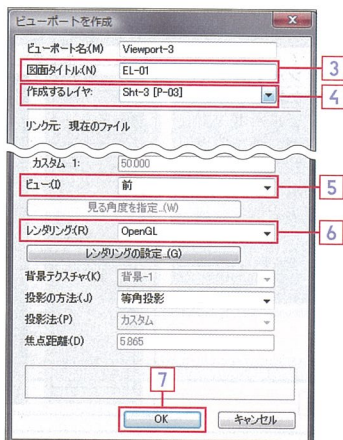 ビューポートを作成
ビューポート名:(M) Viewport-3
図面タイトル:(N) EL-01 3
作成するレイヤ: Sht-3 [P-03] 4
リンク元: 現在のファイル
カスタム 1: 50.000
ビュー:(I) 前 5
見る角度を指定...(W)
レンダリング(R) OpenGL 6
レンダリングの設定...(G)
背景テクスチャ(K) 背景-1
投影の方法:(J) 等角投影
投影法:(P) カスタム
焦点距離(D) 5.865
7
OK キャンセル